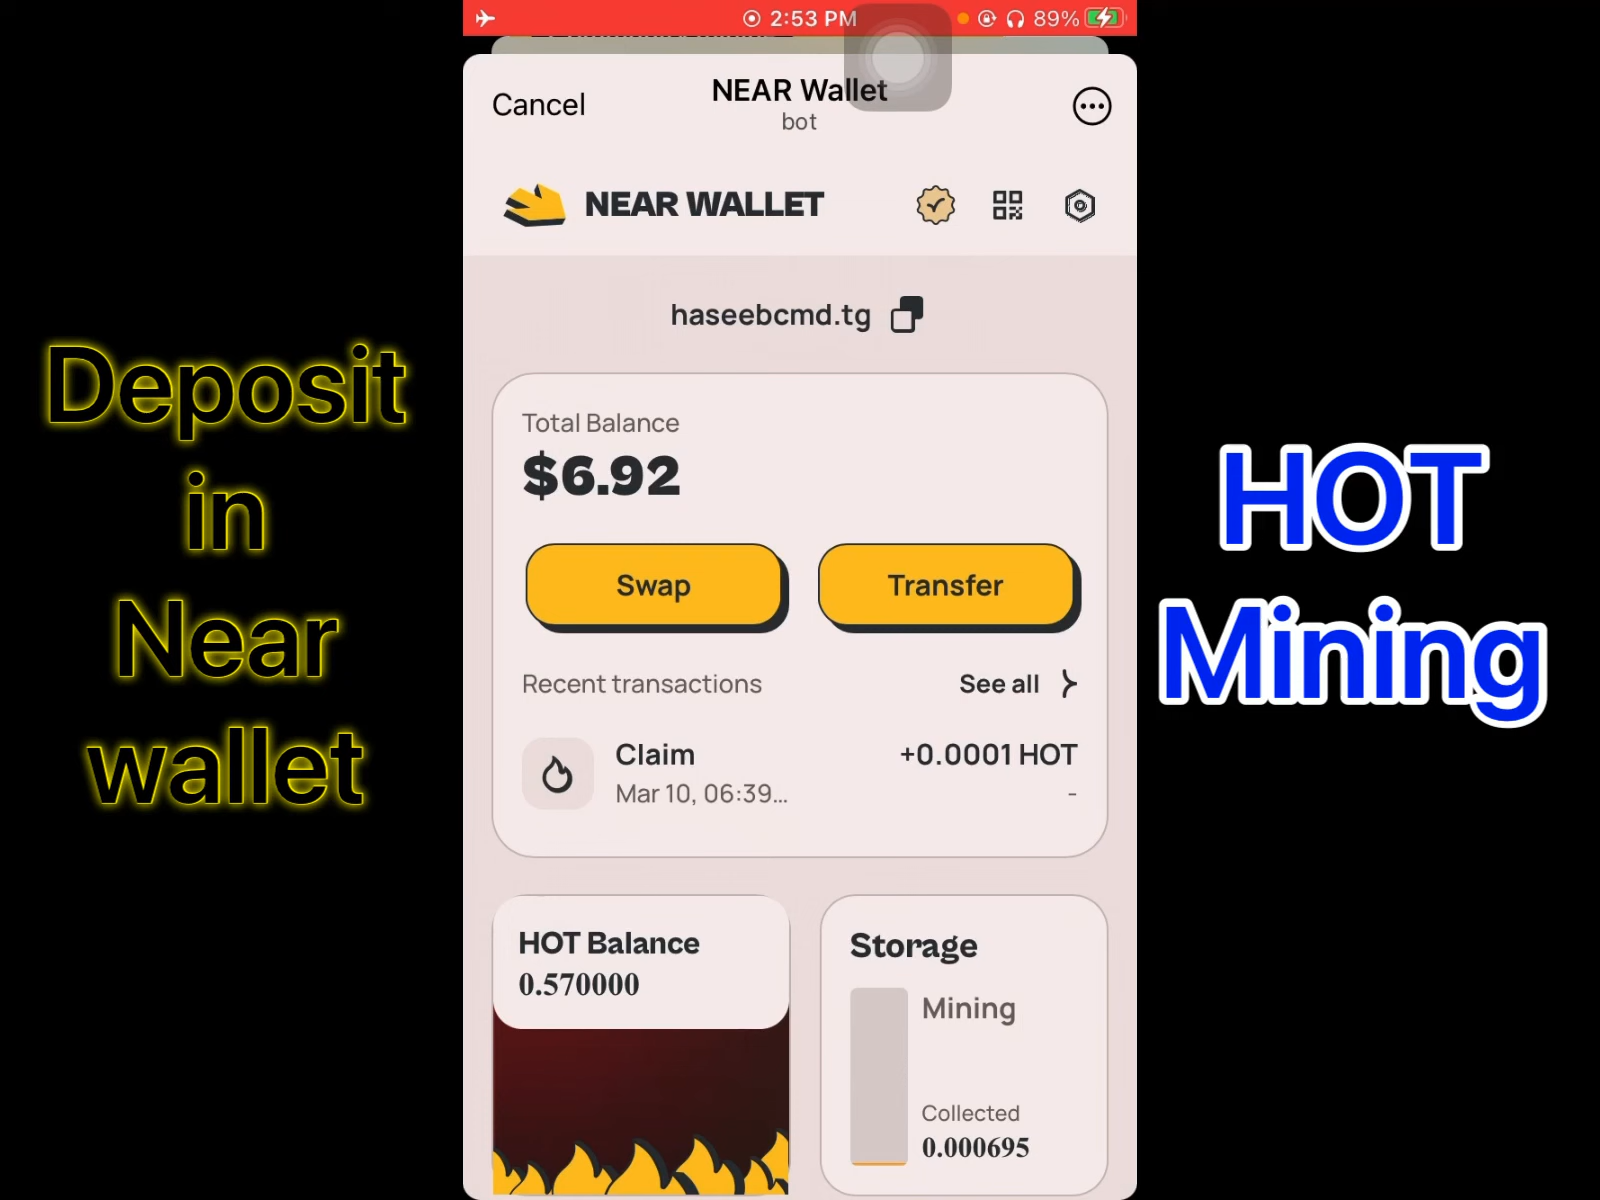 2:53 PM
89%
Cancel
NEAR Wallet
bot
NEAR WALLET
haseebcmd.tg
Total Balance
$6.92
Swap
Transfer
Recent transactions
See all
Claim
+0.0001 HOT
Mar 10, 06:39...
-
HOT Balance
0.570000
Storage
Mining
Collected
0.000695
Deposit
in
Near
wallet
HOT
Mining